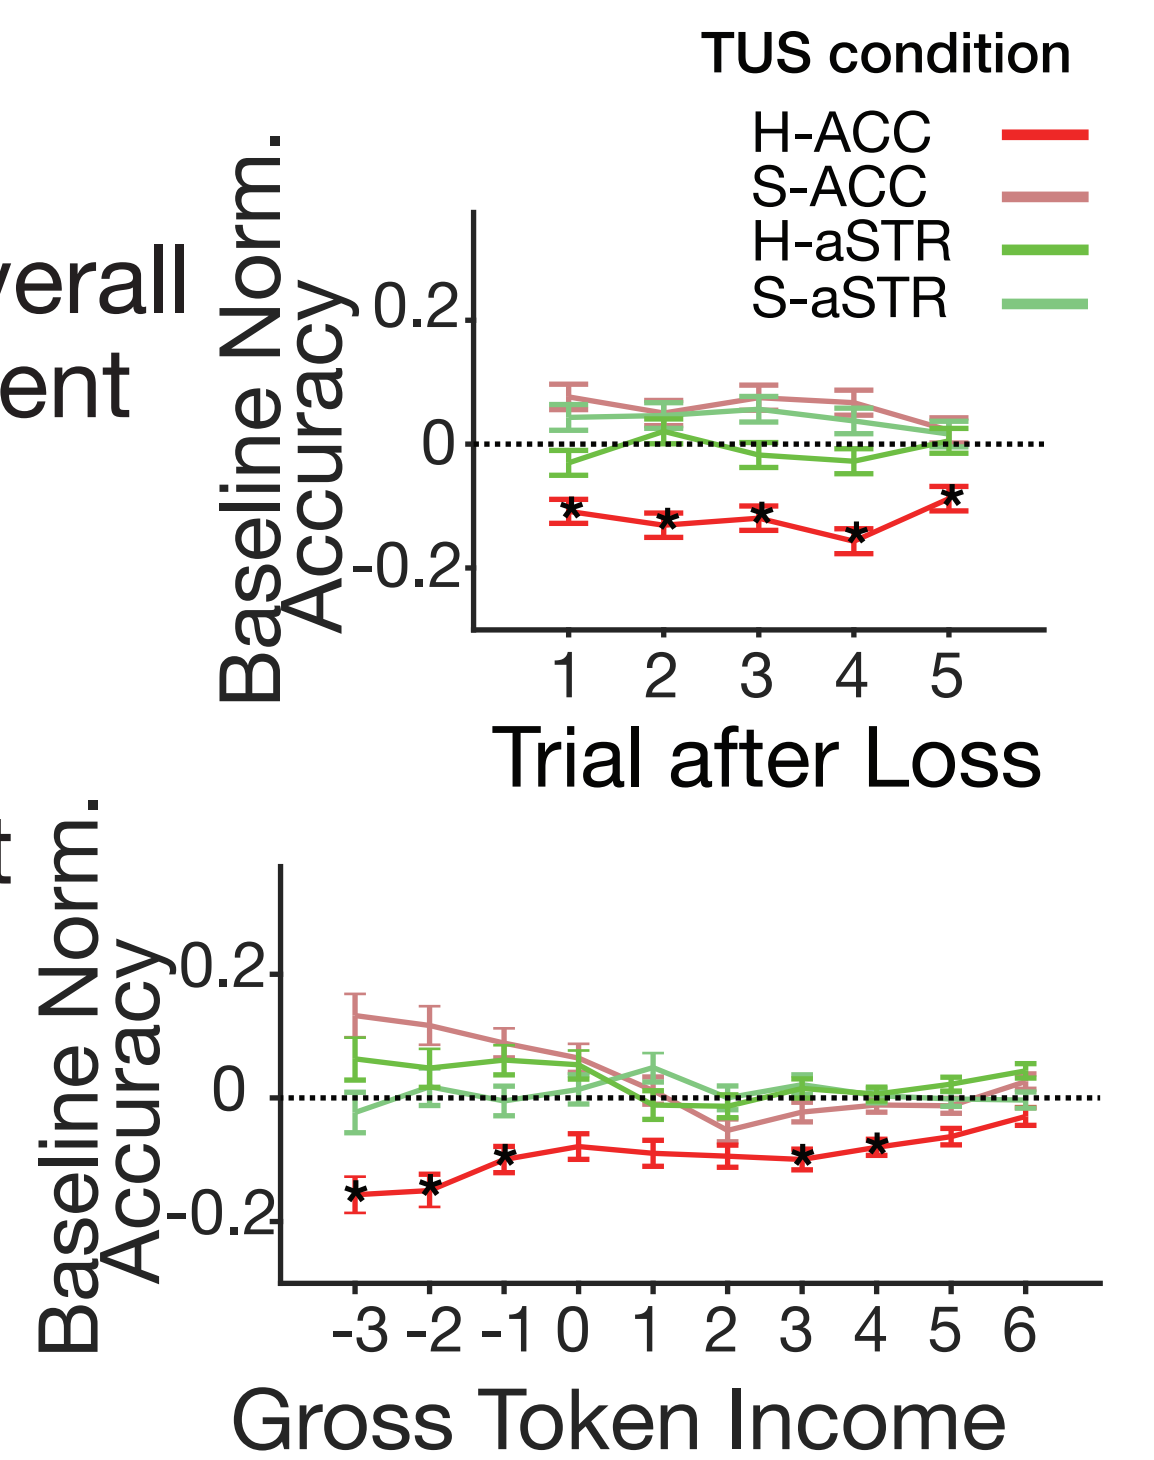 TUS condition
H-ACC
S-ACC
H-aSTR
S-aSTR
verall
ent
Baseline Norm.
Accuracy
0.2
0
-0.2
* * * * *
1 2 3 4 5
Trial after Loss
Baseline Norm.
Accuracy
0.2
0
-0.2
* * * * *
-3 -2 -1 0 1 2 3 4 5 6
Gross Token Income